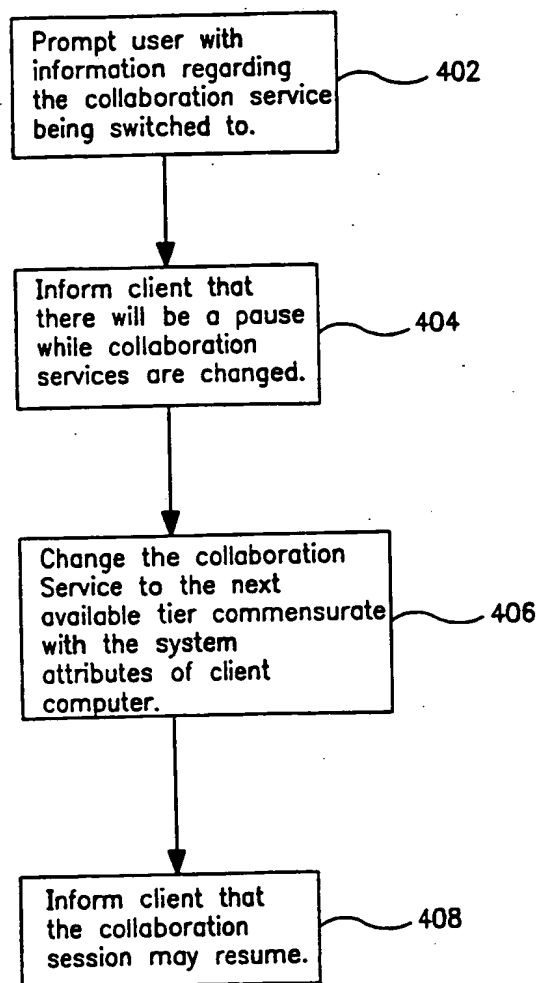 Prompt user with
information regarding
the collaboration service
being switched to.
402
Inform client that
there will be a pause
while collaboration
services are changed.
404
Change the collaboration
Service to the next
available tier commensurate
with the system
attributes of client
computer.
406
Inform client that
the collaboration
session may resume.
408